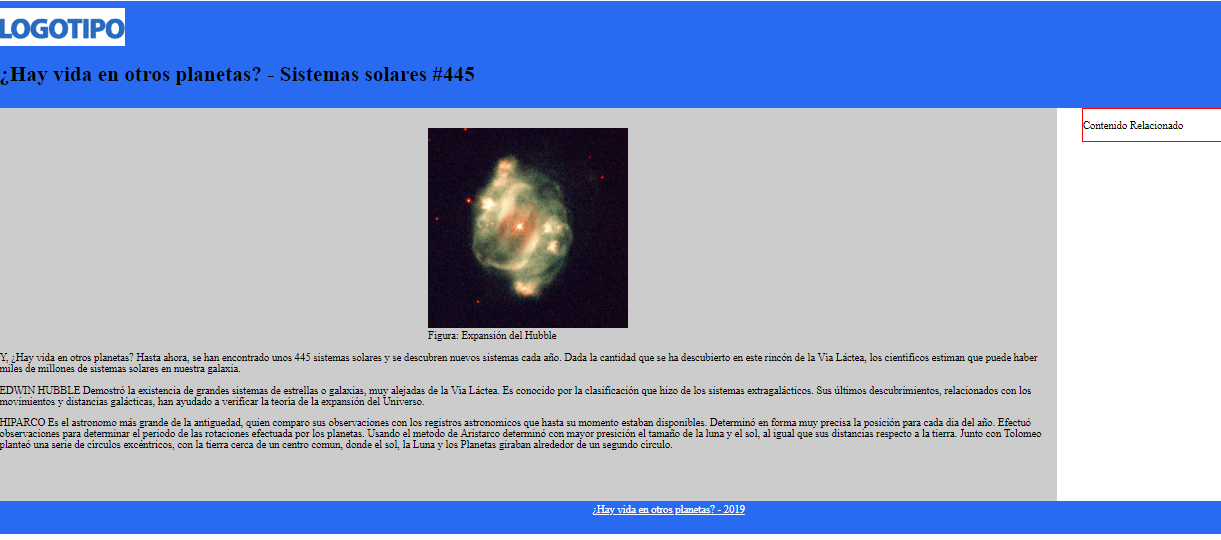 LOGOTIPO
¿Hay vida en otros planetas? - Sistemas solares #445
Contenido Relacionado
Figura: Expansión del Hubble
Y, ¿Hay vida en otros planetas? Hasta ahora, se han encontrado unos 445 sistemas solares y se descubren nuevos sistemas cada año. Dada la cantidad que se ha descubierto en este rincón de la Via Láctea, los cientificos estiman que puede haber
miles de millones de sistemas solares en nuestra galaxia.
EDWIN HUBBLE Demostró la existencia de grandes sistemas de estrellas o galaxias, muy alejadas de la Via Láctea. Es conocido por la clasificación que hizo de los sistemas extragalácticos. Sus últimos descubrimientos, relacionados con los
movimientos y distancias galácticas, han ayudado a verificar la teoría de la expansión del Universo.
HIPARCO Es el astronomo más grande de la antiguedad, quien comparo sus observaciones con los registros astronomicos que hasta su momento estaban disponibles. Determinó en forma muy precisa la posición para cada dia del año. Efectuó
observaciones para determinar el periodo de las rotaciones efectuada por los planetas. Usando el metodo de Aristarco determinó con mayor presición el tamaño de la luna y el sol, al igual que sus distancias respecto a la tierra. Junto con Tolomeo
planteó una serie de circulos excéntricos, con la tierra cerca de un centro comun, donde el sol, la Luna y los Planetas giraban alrededor de un segundo circulo.
¿Hay vida en otros planetas? - 2019